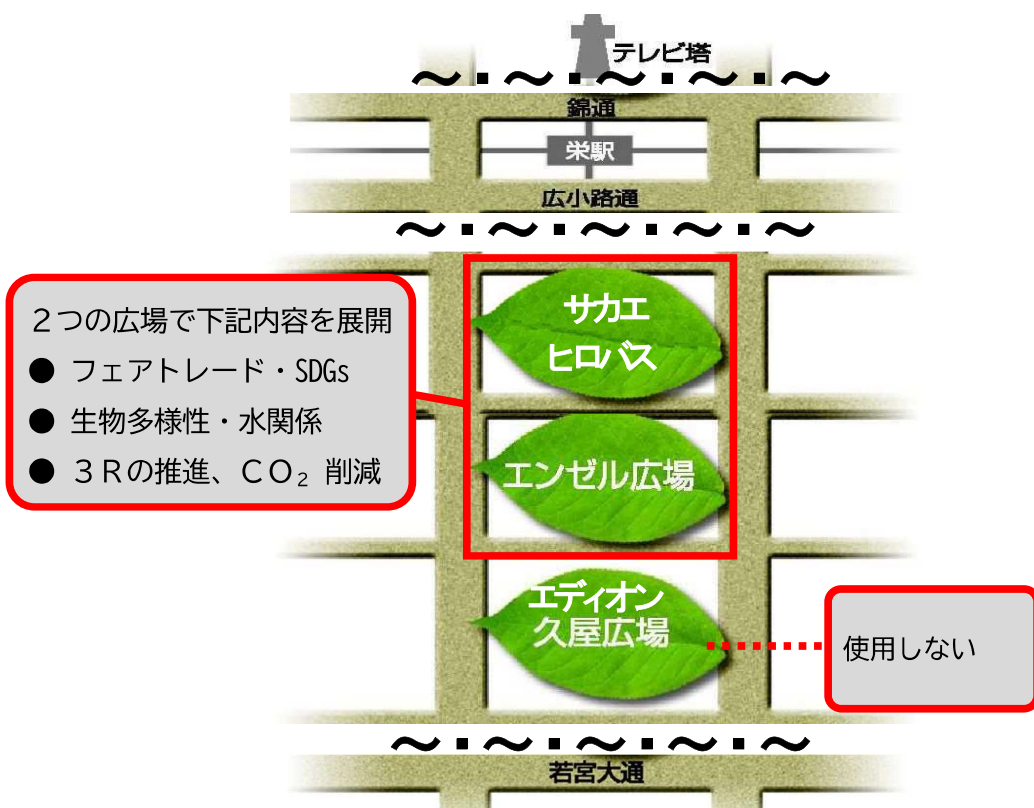 テレビ塔
～・～・～・～・～
錦通
栄駅
広小路通
～・～・～・～・～
２つの広場で下記内容を展開
● フェアトレード・SDGs
● 生物多様性・水関係
● ３Ｒの推進、ＣＯ₂ 削減
サカエ
ヒロバス
エンゼル広場
エディオン
久屋広場
使用しない
～・～・～・～・～
若宮大通